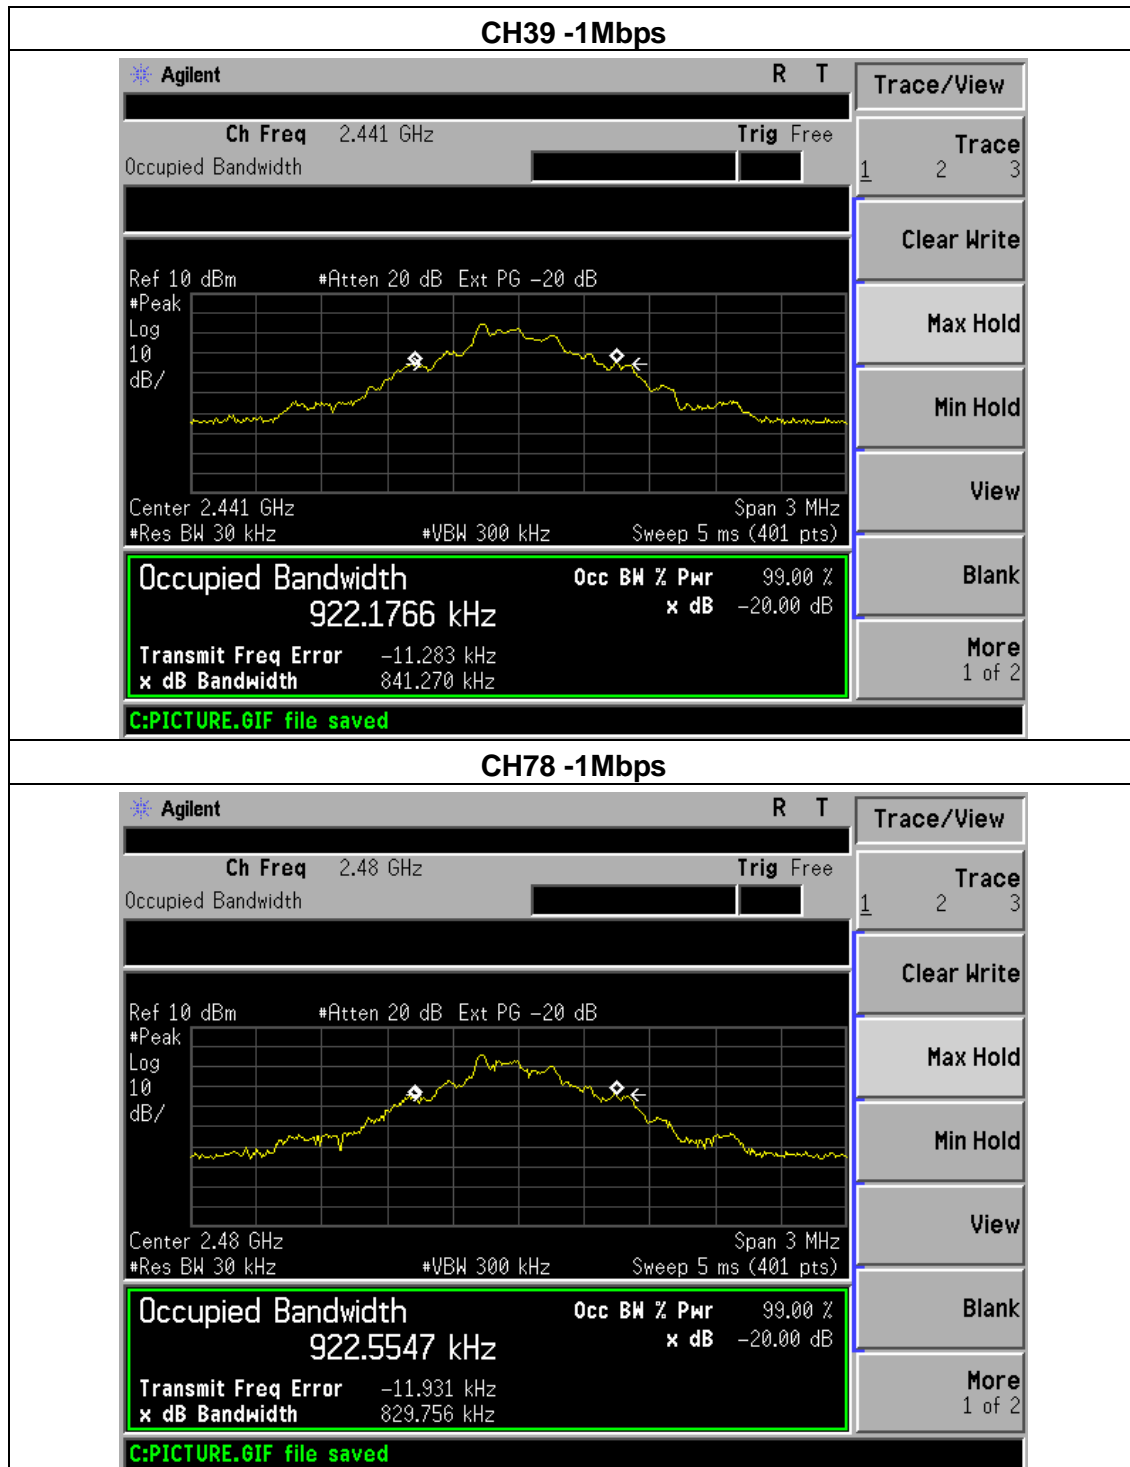 CH39 -1Mbps
Agilent R T
Trace/View
Ch Freq 2.441 GHz Trig Free
Occupied Bandwidth
Trace
1 2 3
Clear Write
Ref 10 dBm #Atten 20 dB Ext PG -20 dB
#Peak
Log
10
dB/
Max Hold
Min Hold
View
Center 2.441 GHz Span 3 MHz
#Res BW 30 kHz #VBW 300 kHz Sweep 5 ms (401 pts)
Occupied Bandwidth Occ BW % Pwr 99.00 %
922.1766 kHz x dB -20.00 dB
Blank
Transmit Freq Error -11.283 kHz
x dB Bandwidth 841.270 kHz
More
1 of 2
C:PICTURE.GIF file saved
CH78 -1Mbps
Agilent R T
Trace/View
Ch Freq 2.48 GHz Trig Free
Occupied Bandwidth
Trace
1 2 3
Clear Write
Ref 10 dBm #Atten 20 dB Ext PG -20 dB
#Peak
Log
10
dB/
Max Hold
Min Hold
View
Center 2.48 GHz Span 3 MHz
#Res BW 30 kHz #VBW 300 kHz Sweep 5 ms (401 pts)
Occupied Bandwidth Occ BW % Pwr 99.00 %
922.5547 kHz x dB -20.00 dB
Blank
Transmit Freq Error -11.931 kHz
x dB Bandwidth 829.756 kHz
More
1 of 2
C:PICTURE.GIF file saved